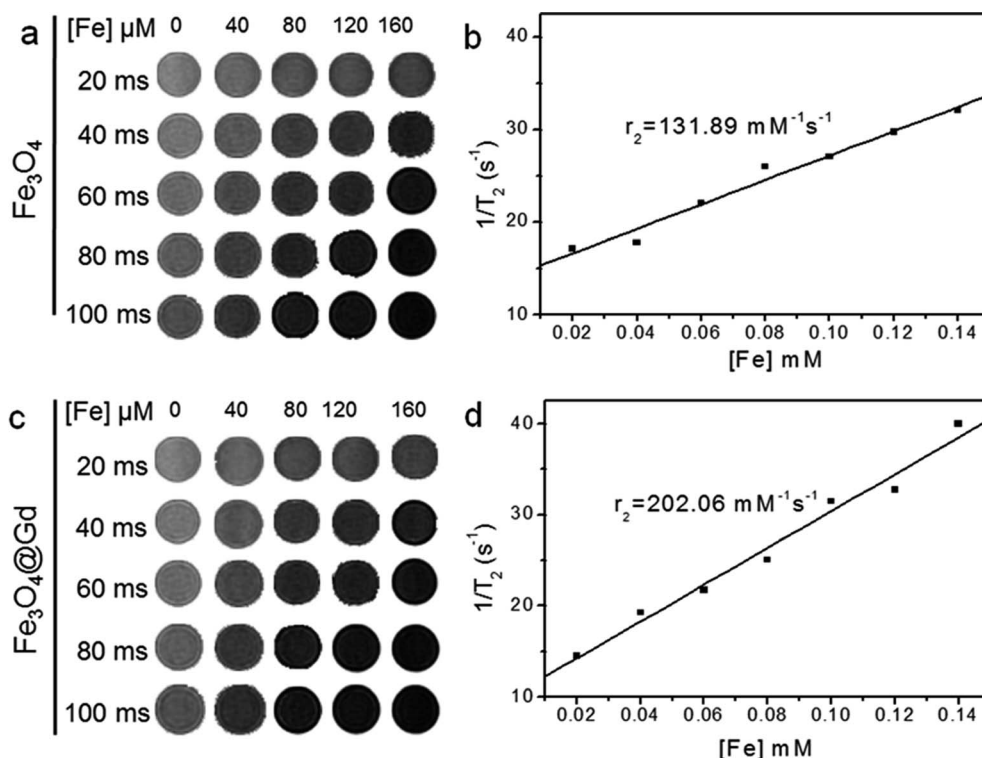 a
[Fe] µM 0 40 80 120 160
Fe₃O₄
20 ms
40 ms
60 ms
80 ms
100 ms
b
40
30
20
10
1/T₂ (s⁻¹)
r₂=131.89 mM⁻¹s⁻¹
0.02 0.04 0.06 0.08 0.10 0.12 0.14
[Fe] mM
c
[Fe] µM 0 40 80 120 160
Fe₃O₄@Gd
20 ms
40 ms
60 ms
80 ms
100 ms
d
40
30
20
10
1/T₂ (s⁻¹)
r₂=202.06 mM⁻¹s⁻¹
0.02 0.04 0.06 0.08 0.10 0.12 0.14
[Fe] mM